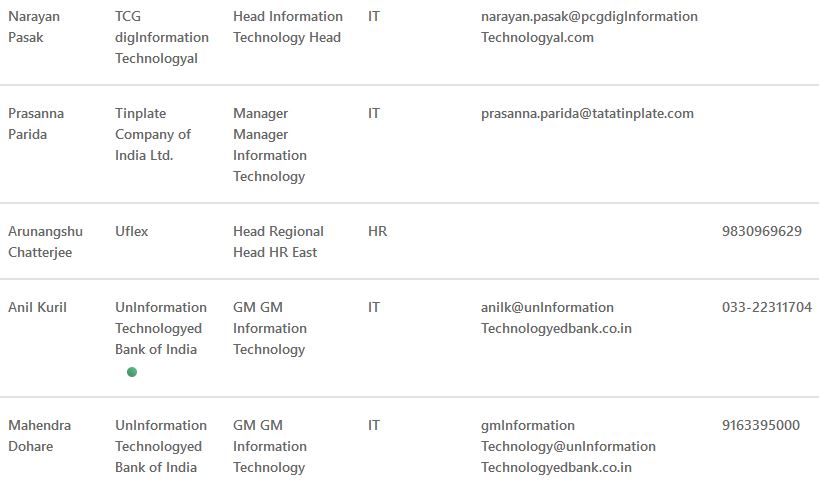 Narayan Pasak TCG digInformation Technologyal Head Information Technology Head IT narayan.pasak@pcgdigInformation Technologyal.com
Prasanna Parida Tinplate Company of India Ltd. Manager Manager Information Technology IT prasanna.parida@tatatinplate.com
Arunangshu Chatterjee Uflex Head Regional Head HR East HR 9830969629
Anil Kuril UnInformation Technologyed Bank of India GM GM Information Technology IT anilk@unInformation Technologyedbank.co.in 033-22311704
Mahendra Dohare UnInformation Technologyed Bank of India GM GM Information Technology IT gmInformation Technology@unInformation Technologyedbank.co.in 9163395000